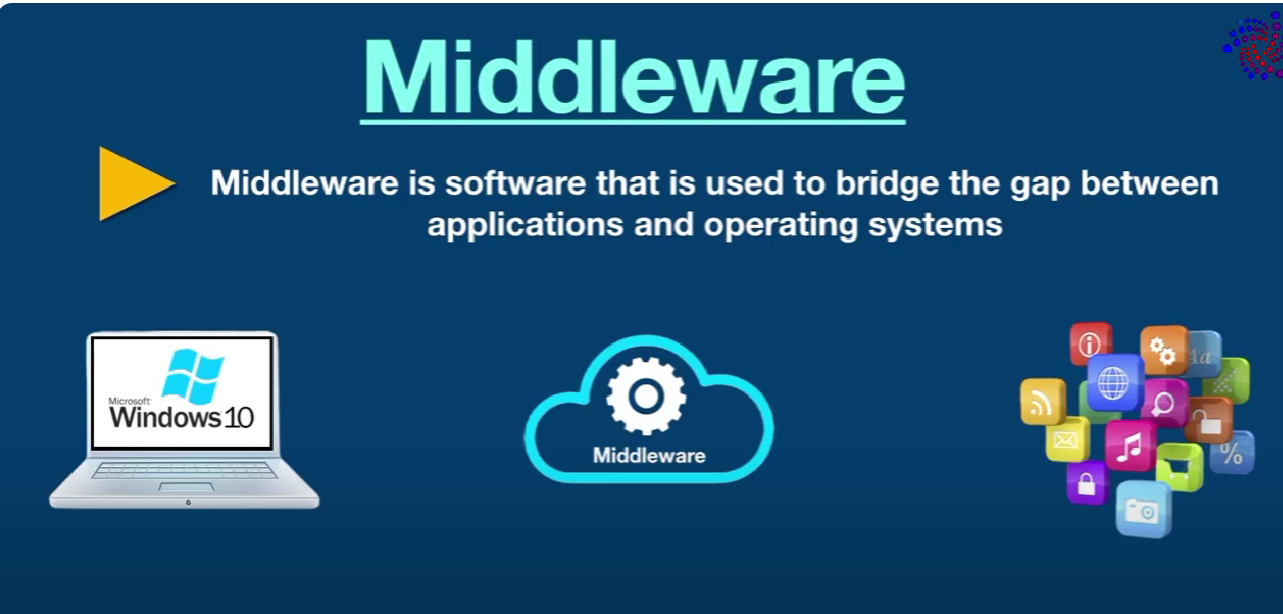 Middleware
Middleware is software that is used to bridge the gap between
applications and operating systems
Microsoft
Windows 10
Middleware
Aa
%